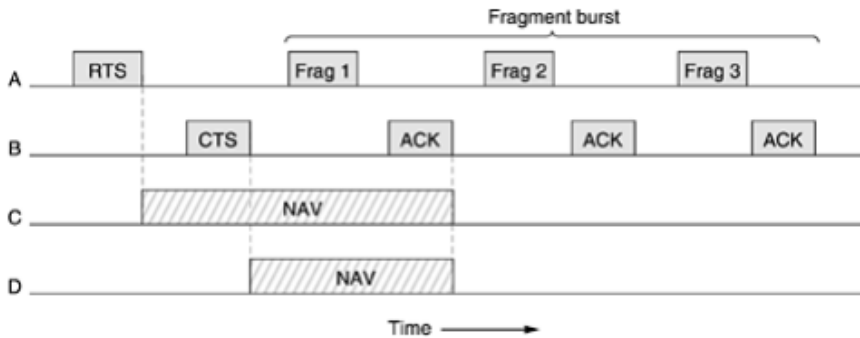 Fragment burst
A RTS Frag 1 Frag 2 Frag 3
B CTS ACK ACK ACK
C NAV
D NAV
Time